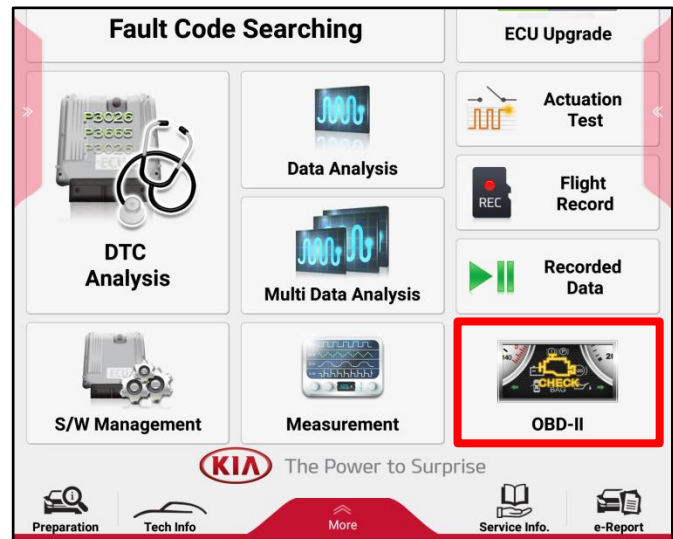 Fault Code Searching
ECU Upgrade
P3026
P3665
P3026
ECU
DTC
Analysis
Data Analysis
Multi Data Analysis
Actuation
Test
REC
Flight
Record
Recorded
Data
ECU
S/W Management
Measurement
CHECK
OBD-II
KIA The Power to Surprise
Preparation
Tech Info
More
Service Info.
e-Report